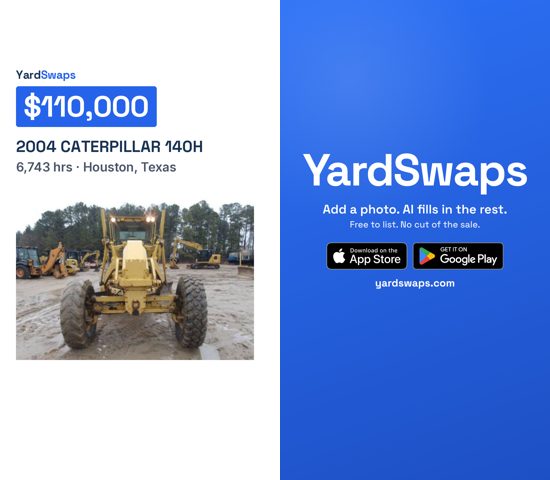 YardSwaps
$110,000
2004 CATERPILLAR 140H
6,743 hrs · Houston, Texas
YardSwaps
Add a photo. AI fills in the rest.
Free to list. No cut of the sale.
Download on the
App Store
GET IT ON
Google Play
yardswaps.com